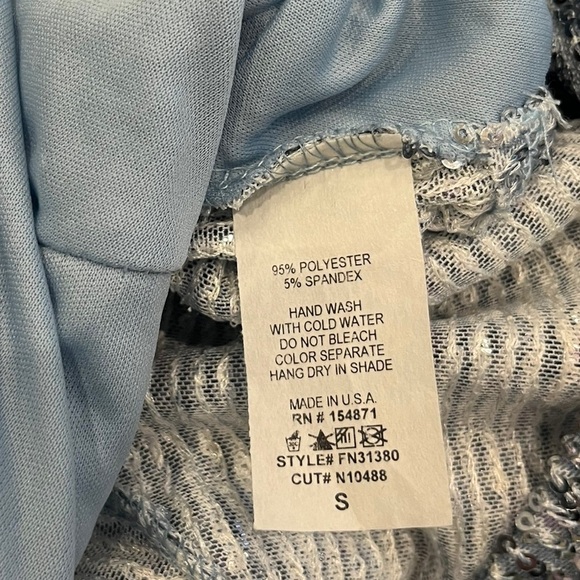 95% POLYESTER
5% SPANDEX
HAND WASH
WITH COLD WATER
DO NOT BLEACH
COLOR SEPARATE
HANG DRY IN SHADE
MADE IN U.S.A.
RN # 154871
STYLE# FN31380
CUT# N10488
S